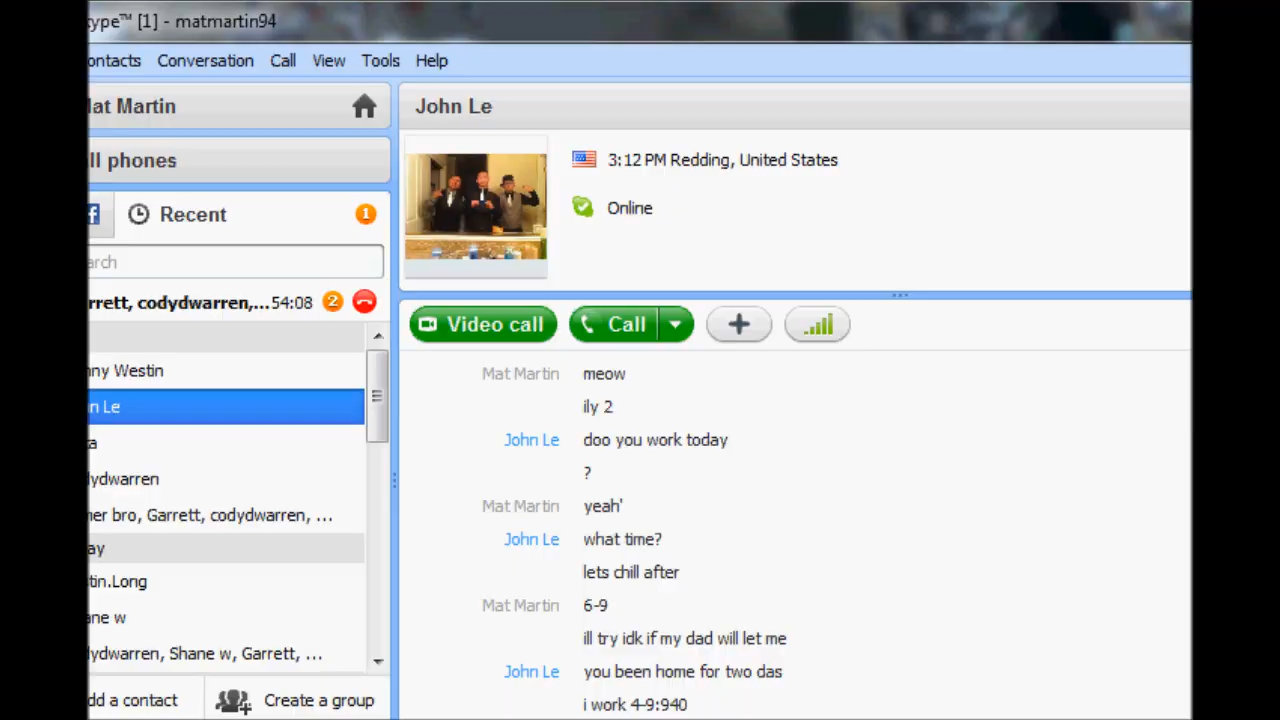 ype™ [1] - matmartin94
ontacts Conversation Call View Tools Help
at Martin
John Le
ll phones
3:12 PM Redding, United States
Online
f Recent 1
arch
rrett, codydwarren,...54:08 2
Video call Call
nny Westin
n Le
a
dydwarren
er bro, Garrett, codydwarren, ...
ay
tin.Long
ane w
dydwarren, Shane w, Garrett, ...
dd a contact Create a group
Mat Martin meow
ily 2
John Le doo you work today
?
Mat Martin yeah'
John Le what time?
lets chill after
Mat Martin 6-9
ill try idk if my dad will let me
John Le you been home for two das
i work 4-9:940